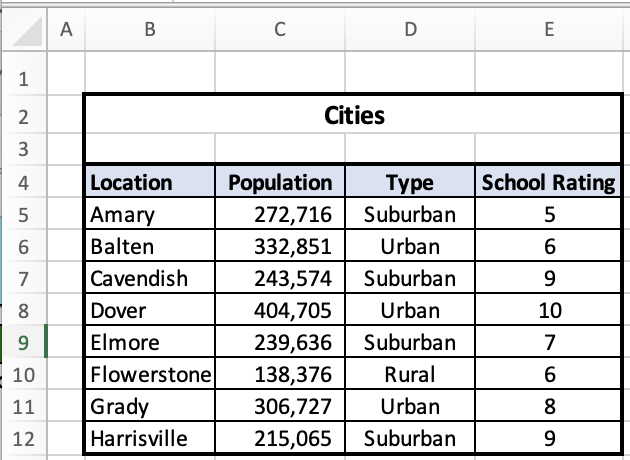 A B C D E
1
2 Cities
3
4 Location Population Type School Rating
5 Amary 272,716 Suburban 5
6 Balten 332,851 Urban 6
7 Cavendish 243,574 Suburban 9
8 Dover 404,705 Urban 10
9 Elmore 239,636 Suburban 7
10 Flowerstone 138,376 Rural 6
11 Grady 306,727 Urban 8
12 Harrisville 215,065 Suburban 9